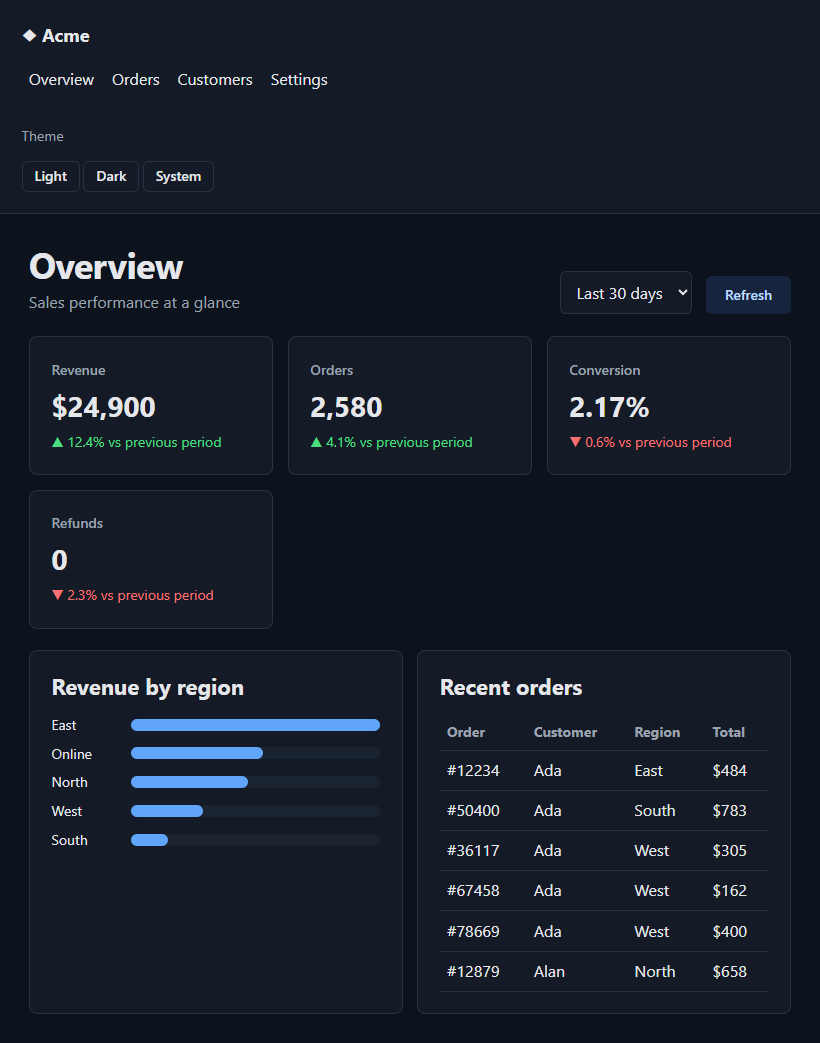 ◆ Acme
Overview Orders Customers Settings
Theme
Light Dark System
Overview
Sales performance at a glance
Last 30 days
Refresh
Revenue
$24,900
▲ 12.4% vs previous period
Orders
2,580
▲ 4.1% vs previous period
Conversion
2.17%
▼ 0.6% vs previous period
Refunds
0
▼ 2.3% vs previous period
Revenue by region
East
Online
North
West
South
Recent orders
Order Customer Region Total
#12234 Ada East $484
#50400 Ada South $783
#36117 Ada West $305
#67458 Ada West $162
#78669 Ada West $400
#12879 Alan North $658